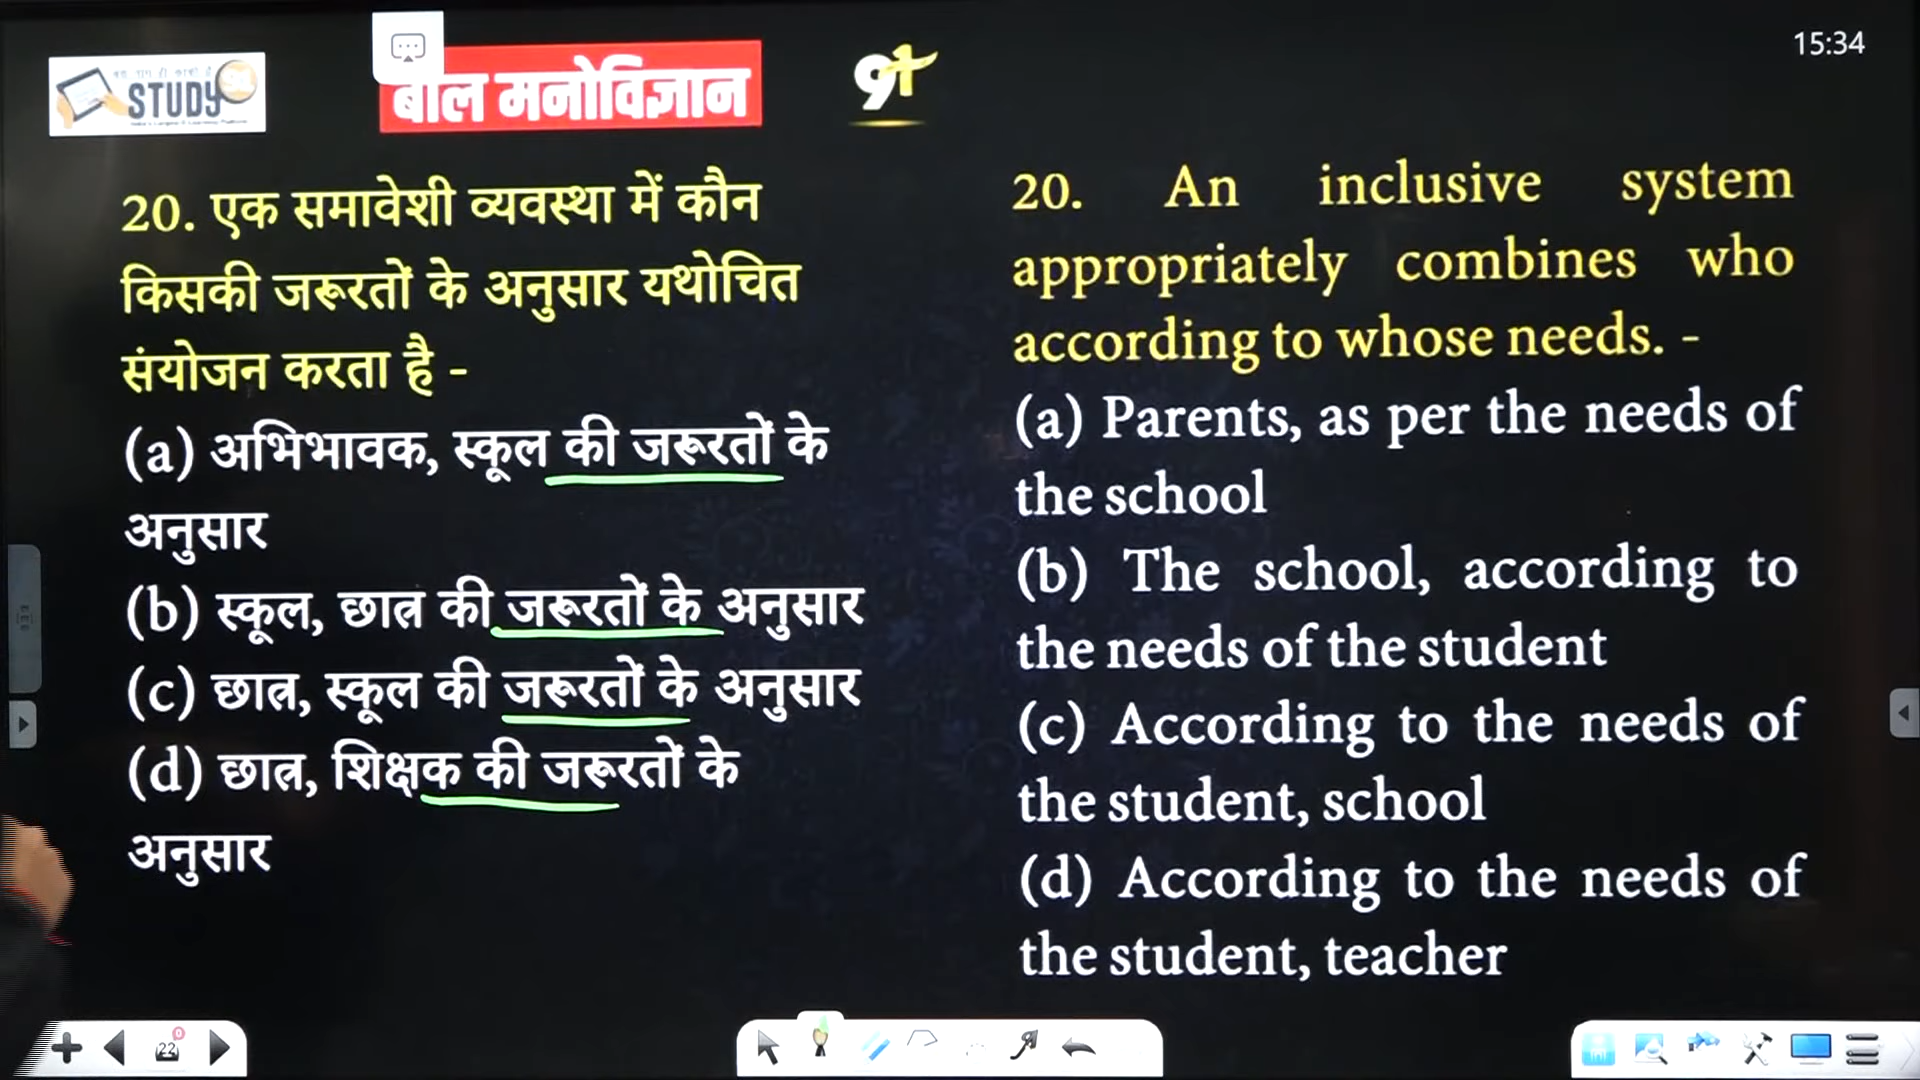 15:34
STUDY
91
बाल मनोविज्ञान
20. एक समावेशी व्यवस्था में कौन
किसकी जरूरतों के अनुसार यथोचित
संयोजन करता है -
(a) अभिभावक, स्कूल की जरूरतों के
अनुसार
(b) स्कूल, छात्र की जरूरतों के अनुसार
(c) छात्र, स्कूल की जरूरतों के अनुसार
(d) छात्र, शिक्षक की जरूरतों के
अनुसार
20. An inclusive system
appropriately combines who
according to whose needs. -
(a) Parents, as per the needs of
the school
(b) The school, according to
the needs of the student
(c) According to the needs of
the student, school
(d) According to the needs of
the student, teacher
22